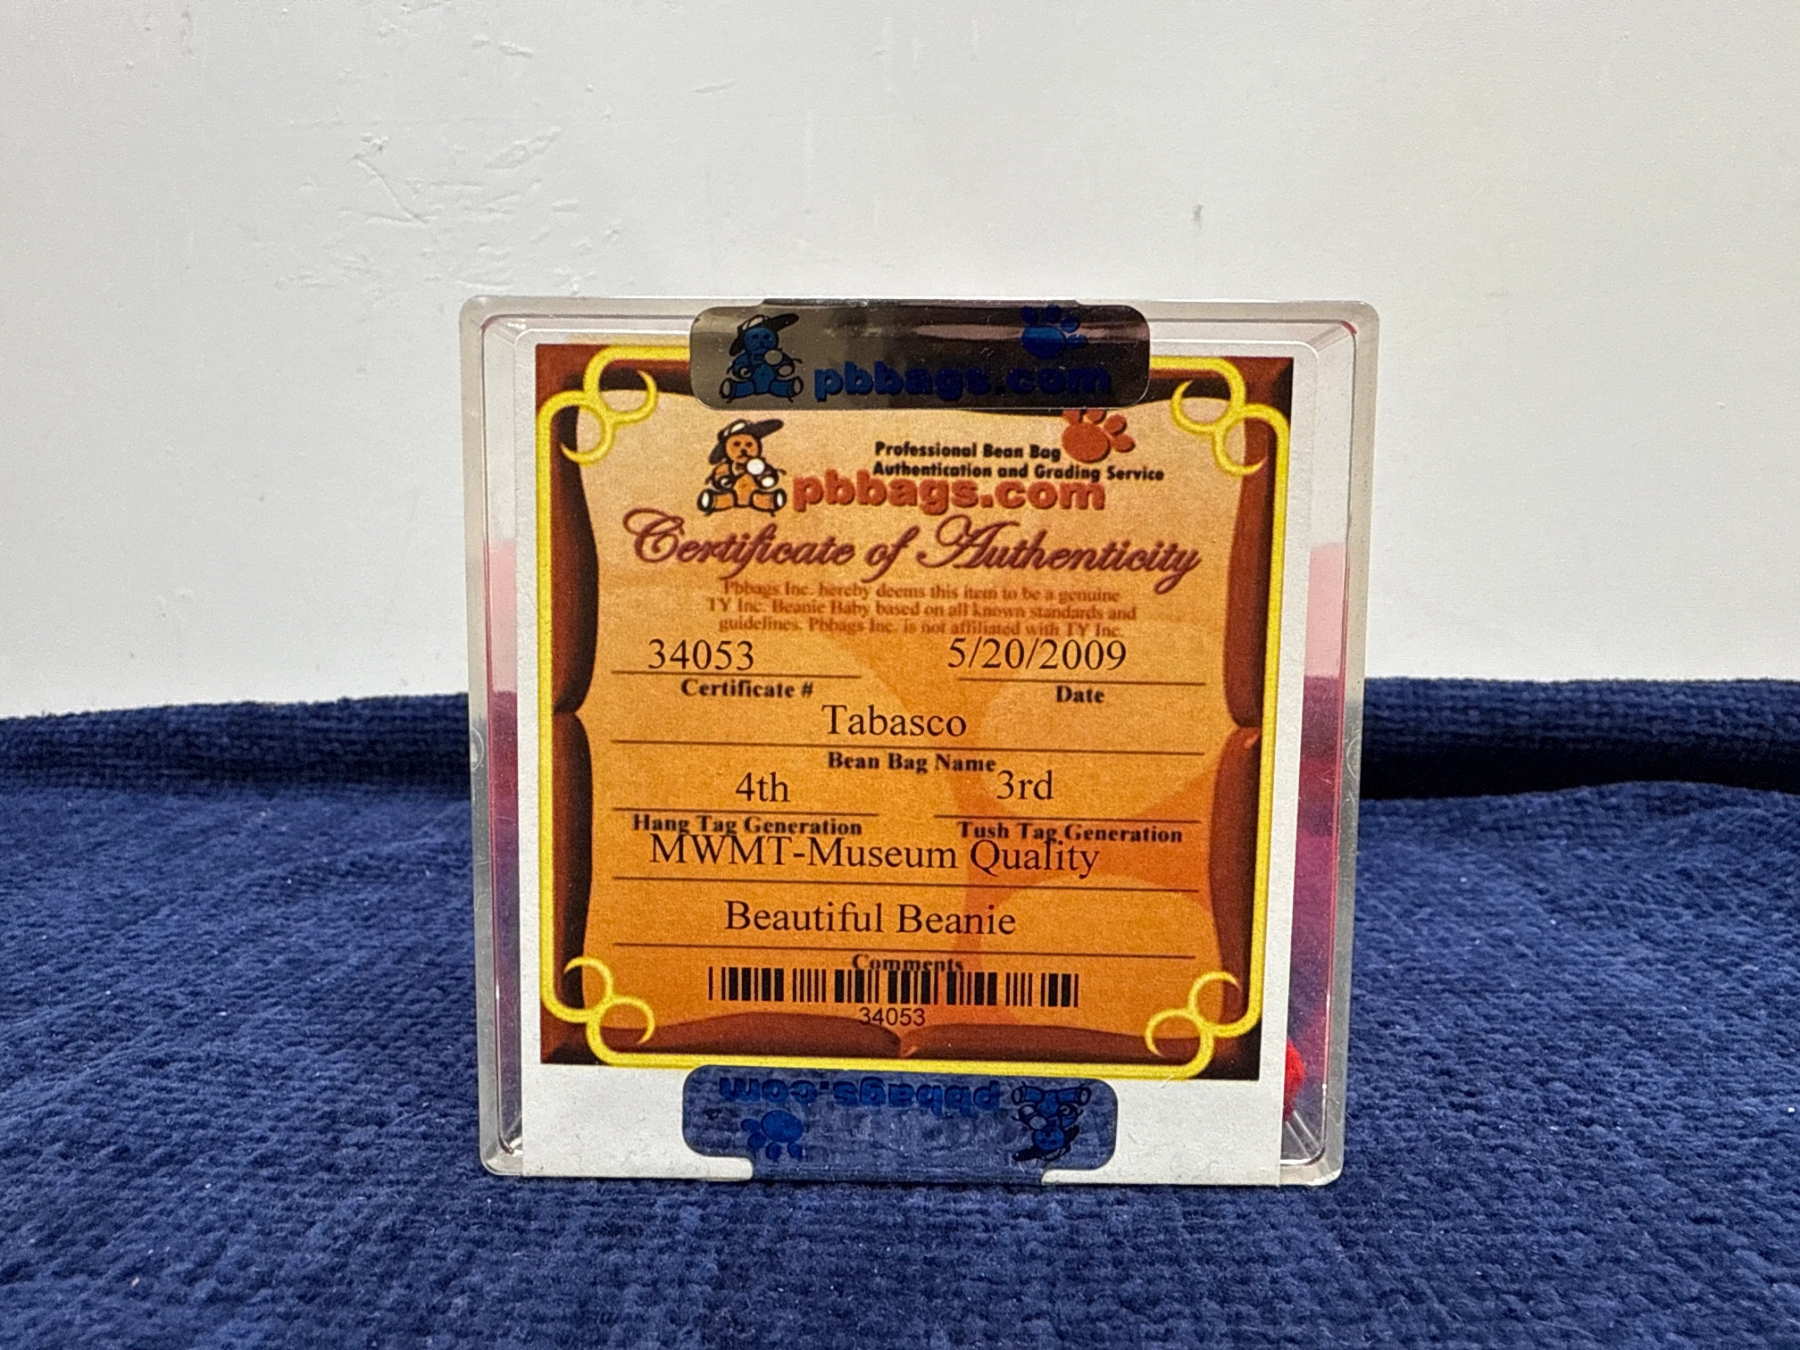 pbbags.com
Professional Bean Bag
Authentication and Grading Service
pbbags.com
Certificate of Authenticity
Pbbags Inc. hereby deems this item to be a genuine
TY Inc. Beanie Baby based on all known standards and
guidelines. Pbbags Inc. is not affiliated with TY Inc.
34053 5/20/2009
Certificate # Date
Tabasco
Bean Bag Name
4th 3rd
Hang Tag Generation Tush Tag Generation
MWMT-Museum Quality
Beautiful Beanie
Comments
34053
pbbags.com